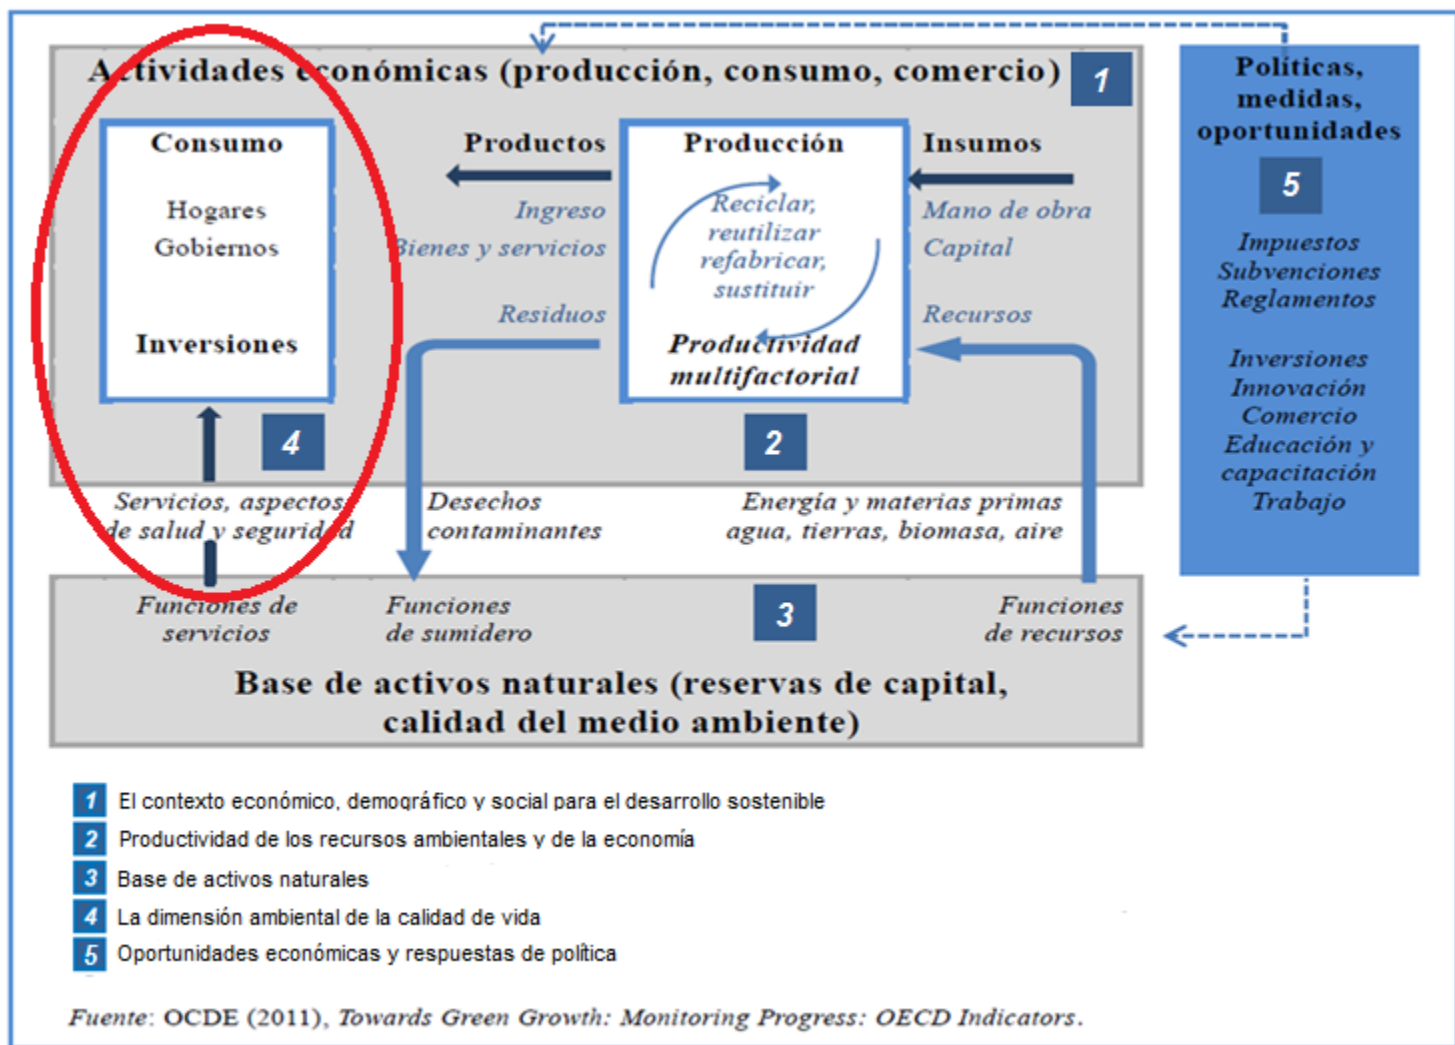 Actividades económicas (producción, consumo, comercio)
1
Consumo
Hogares
Gobiernos
Inversiones
4
Productos
Ingreso
Bienes y servicios
Residuos
Producción
Reciclar,
reutilizar
refabricar,
sustituir
Productividad
multifactorial
2
Insumos
Mano de obra
Capital
Recursos
Políticas,
medidas,
oportunidades
5
Impuestos
Subvenciones
Reglamentos
Inversiones
Innovación
Comercio
Educación y
capacitación
Trabajo
Servicios, aspectos
de salud y seguridad
Desechos
contaminantes
Energía y materias primas
agua, tierras, biomasa, aire
Funciones de
servicios
Funciones
de sumidero
3
Funciones
de recursos
Base de activos naturales (reservas de capital,
calidad del medio ambiente)
1 El contexto económico, demográfico y social para el desarrollo sostenible
2 Productividad de los recursos ambientales y de la economía
3 Base de activos naturales
4 La dimensión ambiental de la calidad de vida
5 Oportunidades económicas y respuestas de política
Fuente: OCDE (2011), Towards Green Growth: Monitoring Progress: OECD Indicators.